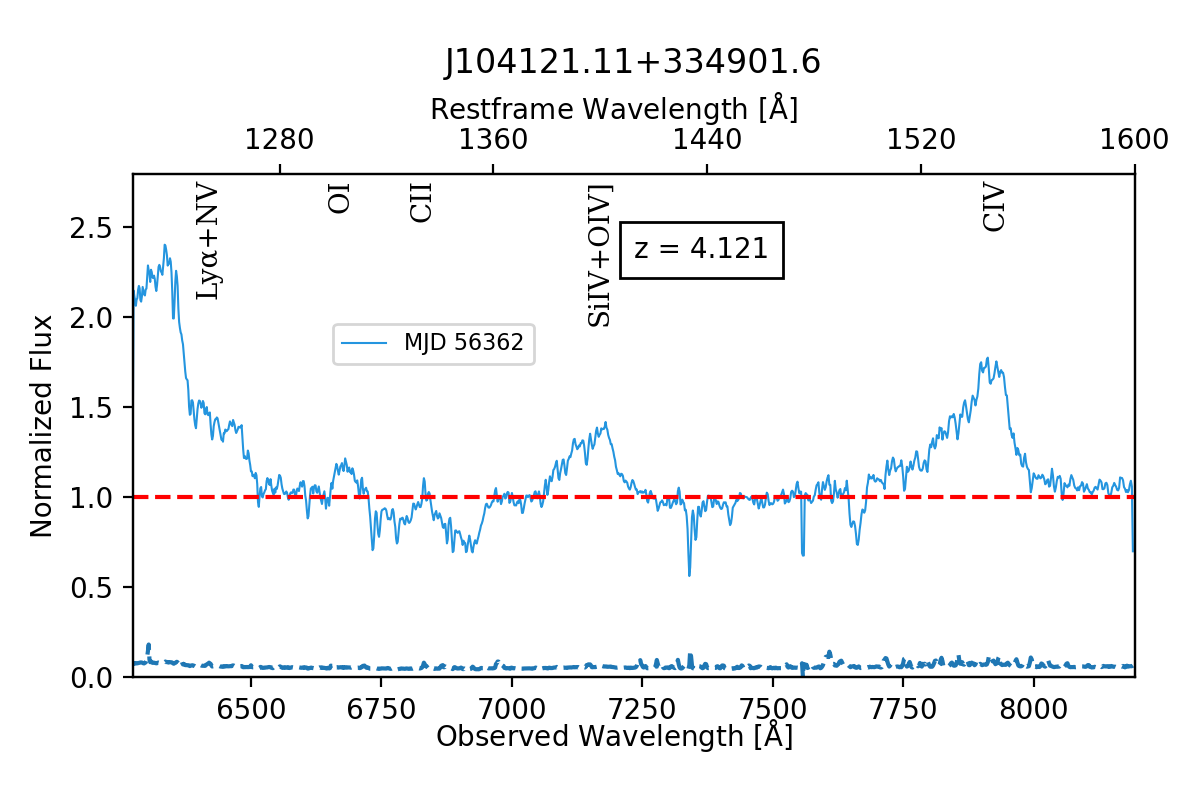 J104121.11+334901.6
Restframe Wavelength [Å]
1280 1360 1440 1520 1600
Lyα+NV
OI
CII
SiIV+OIV]
CIV
z = 4.121
MJD 56362
Normalized Flux
2.5
2.0
1.5
1.0
0.5
0.0
6500 6750 7000 7250 7500 7750 8000
Observed Wavelength [Å]